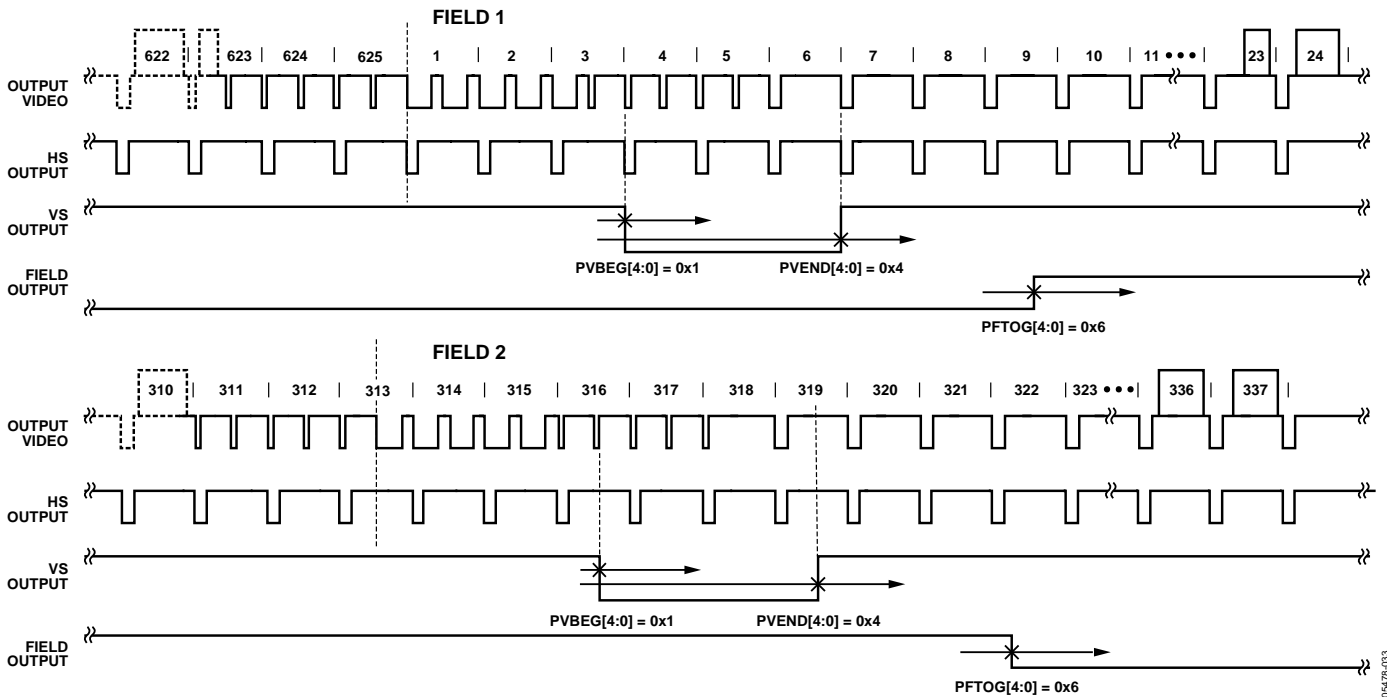 FIELD 1
622 623 624 625 1 2 3 4 5 6 7 8 9 10 11 23 24
OUTPUT
VIDEO
HS
OUTPUT
VS
OUTPUT
PVBEG[4:0] = 0x1 PVEND[4:0] = 0x4
FIELD
OUTPUT
PFTOG[4:0] = 0x6
FIELD 2
310 311 312 313 314 315 316 317 318 319 320 321 322 323 336 337
OUTPUT
VIDEO
HS
OUTPUT
VS
OUTPUT
PVBEG[4:0] = 0x1 PVEND[4:0] = 0x4
FIELD
OUTPUT
PFTOG[4:0] = 0x6
05478-033